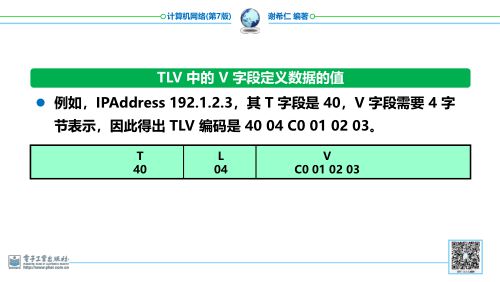 计算机网络(第7版) 谢希仁 编著
TLV 中的 V 字段定义数据的值
● 例如，IPAddress 192.1.2.3，其 T 字段是 40，V 字段需要 4 字
节表示，因此得出 TLV 编码是 40 04 C0 01 02 03。
T L V
40 04 C0 01 02 03
电子工业出版社
http://www.phei.com.cn